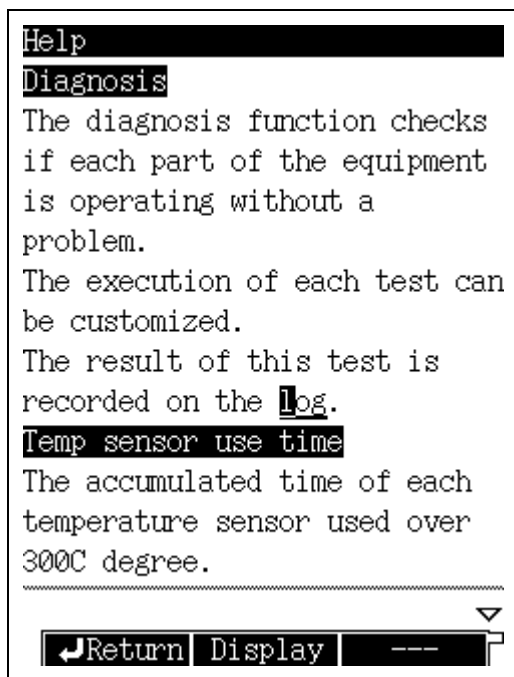 Help
Diagnosis
The diagnosis function checks
if each part of the equipment
is operating without a
problem.
The execution of each test can
be customized.
The result of this test is
recorded on the log.
Temp sensor use time
The accumulated time of each
temperature sensor used over
300C degree.
Return Display ---